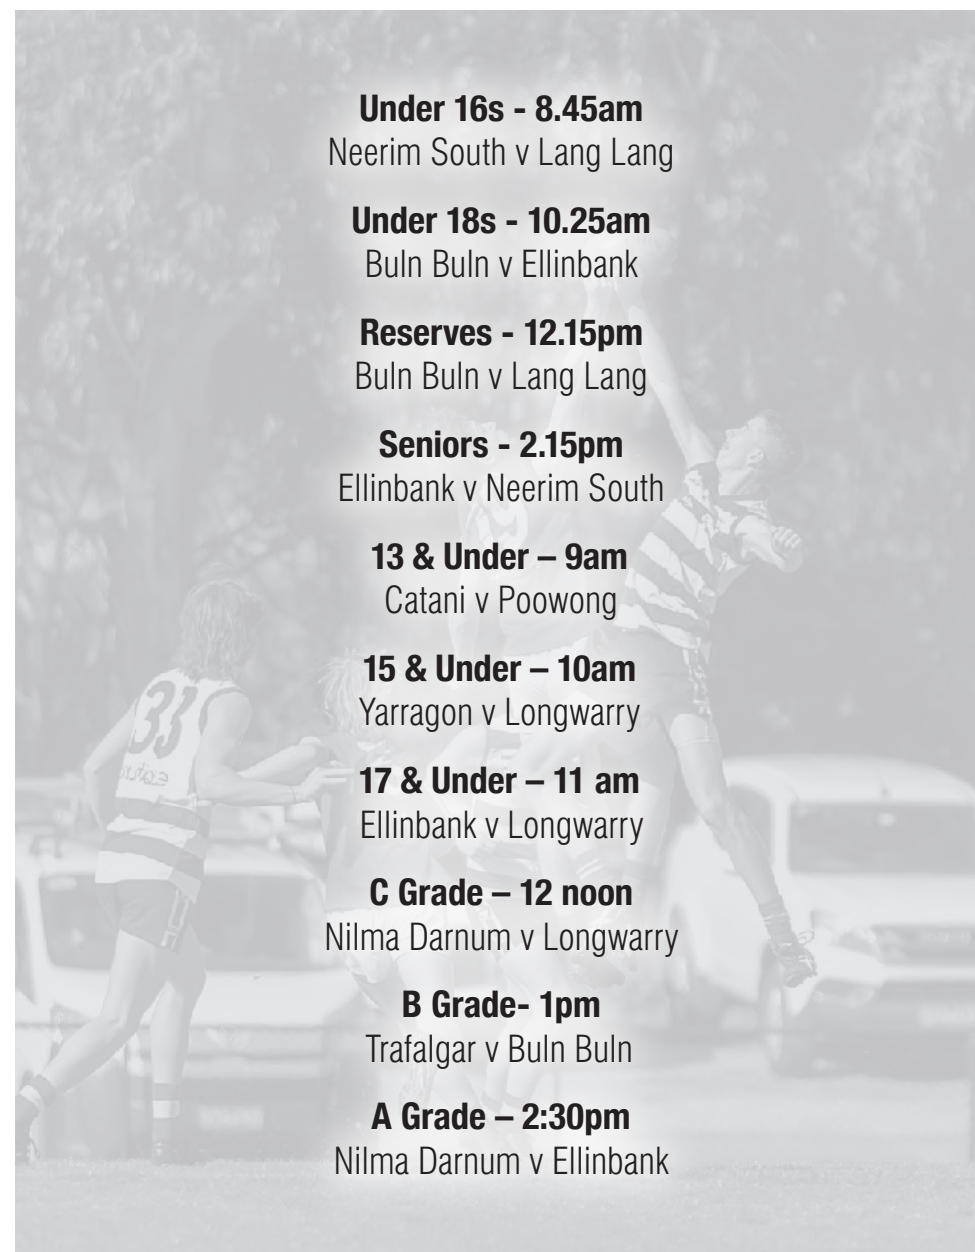 Under 16s - 8.45am
Neerim South v Lang Lang
Under 18s - 10.25am
Buln Buln v Ellinbank
Reserves - 12.15pm
Buln Buln v Lang Lang
Seniors - 2.15pm
Ellinbank v Neerim South
13 & Under – 9am
Catani v Poowong
15 & Under – 10am
Yarragon v Longwarry
17 & Under – 11 am
Ellinbank v Longwarry
C Grade – 12 noon
Nilma Darnum v Longwarry
B Grade- 1pm
Trafalgar v Buln Buln
A Grade – 2:30pm
Nilma Darnum v Ellinbank
33